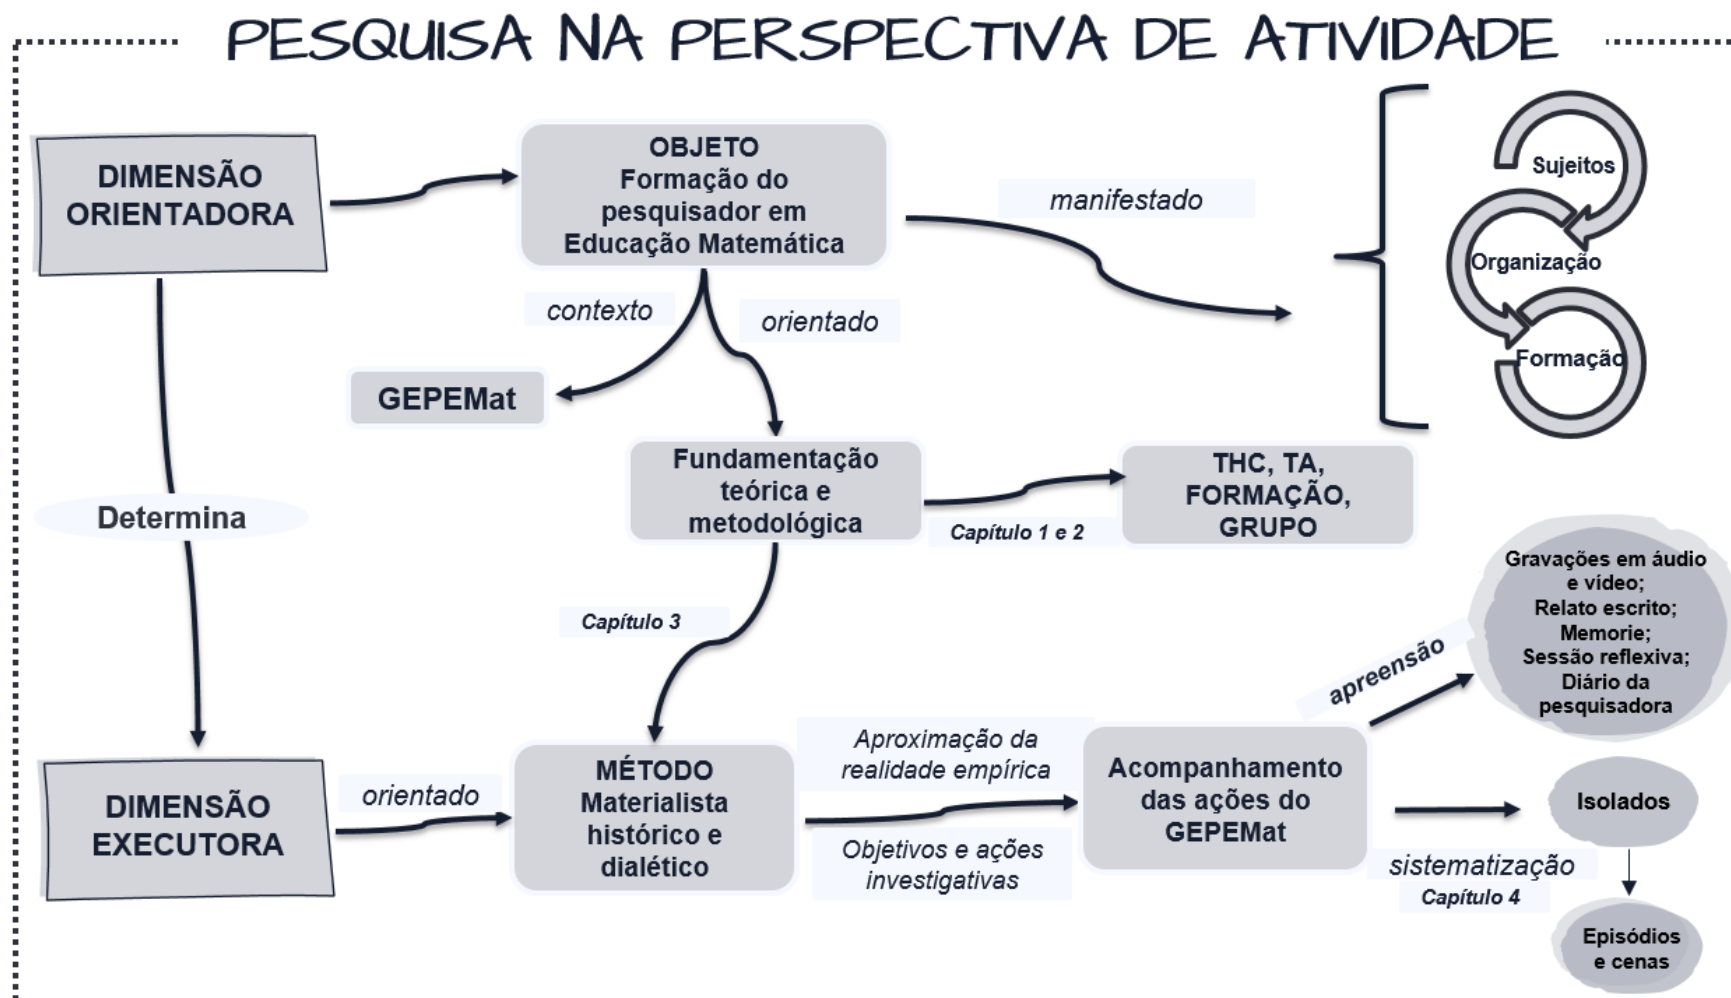 PESQUISA NA PERSPECTIVA DE ATIVIDADE
DIMENSÃO
ORIENTADORA
OBJETO
Formação do
pesquisador em
Educação Matemática
manifestado
Sujeitos
Organização
Formação
contexto
orientado
GEPEMat
Fundamentação
teórica e
metodológica
Capítulo 1 e 2
THC, TA,
FORMAÇÃO,
GRUPO
Determina
Capítulo 3
Gravações em áudio
e vídeo;
Relato escrito;
Memorie;
Sessão reflexiva;
Diário da
pesquisadora
apreensão
DIMENSÃO
EXECUTORA
orientado
MÉTODO
Materialista
histórico e
dialético
Aproximação da
realidade empírica
Objetivos e ações
investigativas
Acompanhamento
das ações do
GEPEMat
Isolados
sistematização
Capítulo 4
Episódios
e cenas